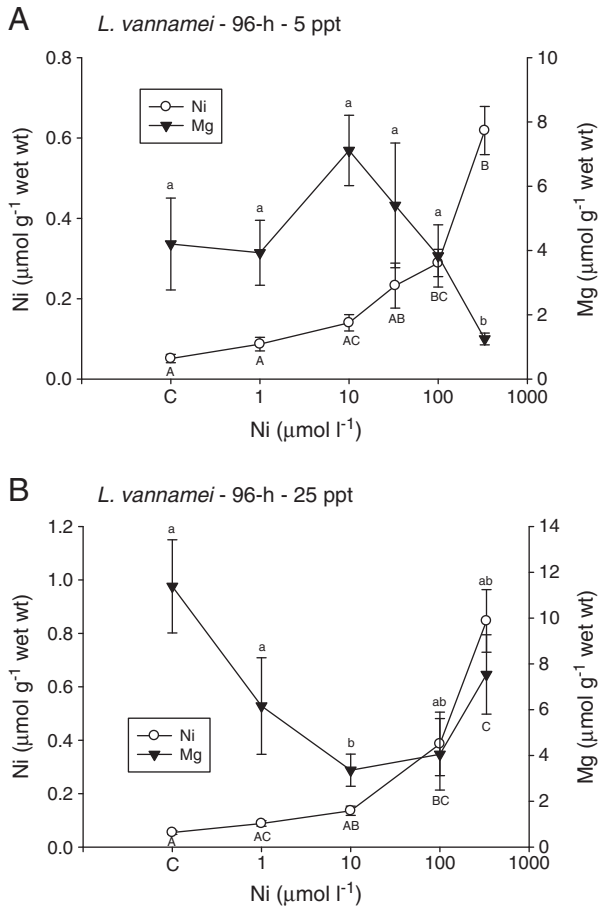 A
L. vannamei - 96-h - 5 ppt
Ni (μmol g⁻¹ wet wt)
Mg (μmol g⁻¹ wet wt)
0.8
0.6
0.4
0.2
0.0
10
8
6
4
2
0
Ni
Mg
a
a
a
a
a
b
A
A
AC
AB
BC
B
C
1
10
100
1000
Ni (μmol l⁻¹)
B
L. vannamei - 96-h - 25 ppt
Ni (μmol g⁻¹ wet wt)
Mg (μmol g⁻¹ wet wt)
1.2
1.0
0.8
0.6
0.4
0.2
0.0
14
12
10
8
6
4
2
0
Ni
Mg
a
a
b
ab
ab
A
AC
AB
BC
C
C
1
10
100
1000
Ni (μmol l⁻¹)